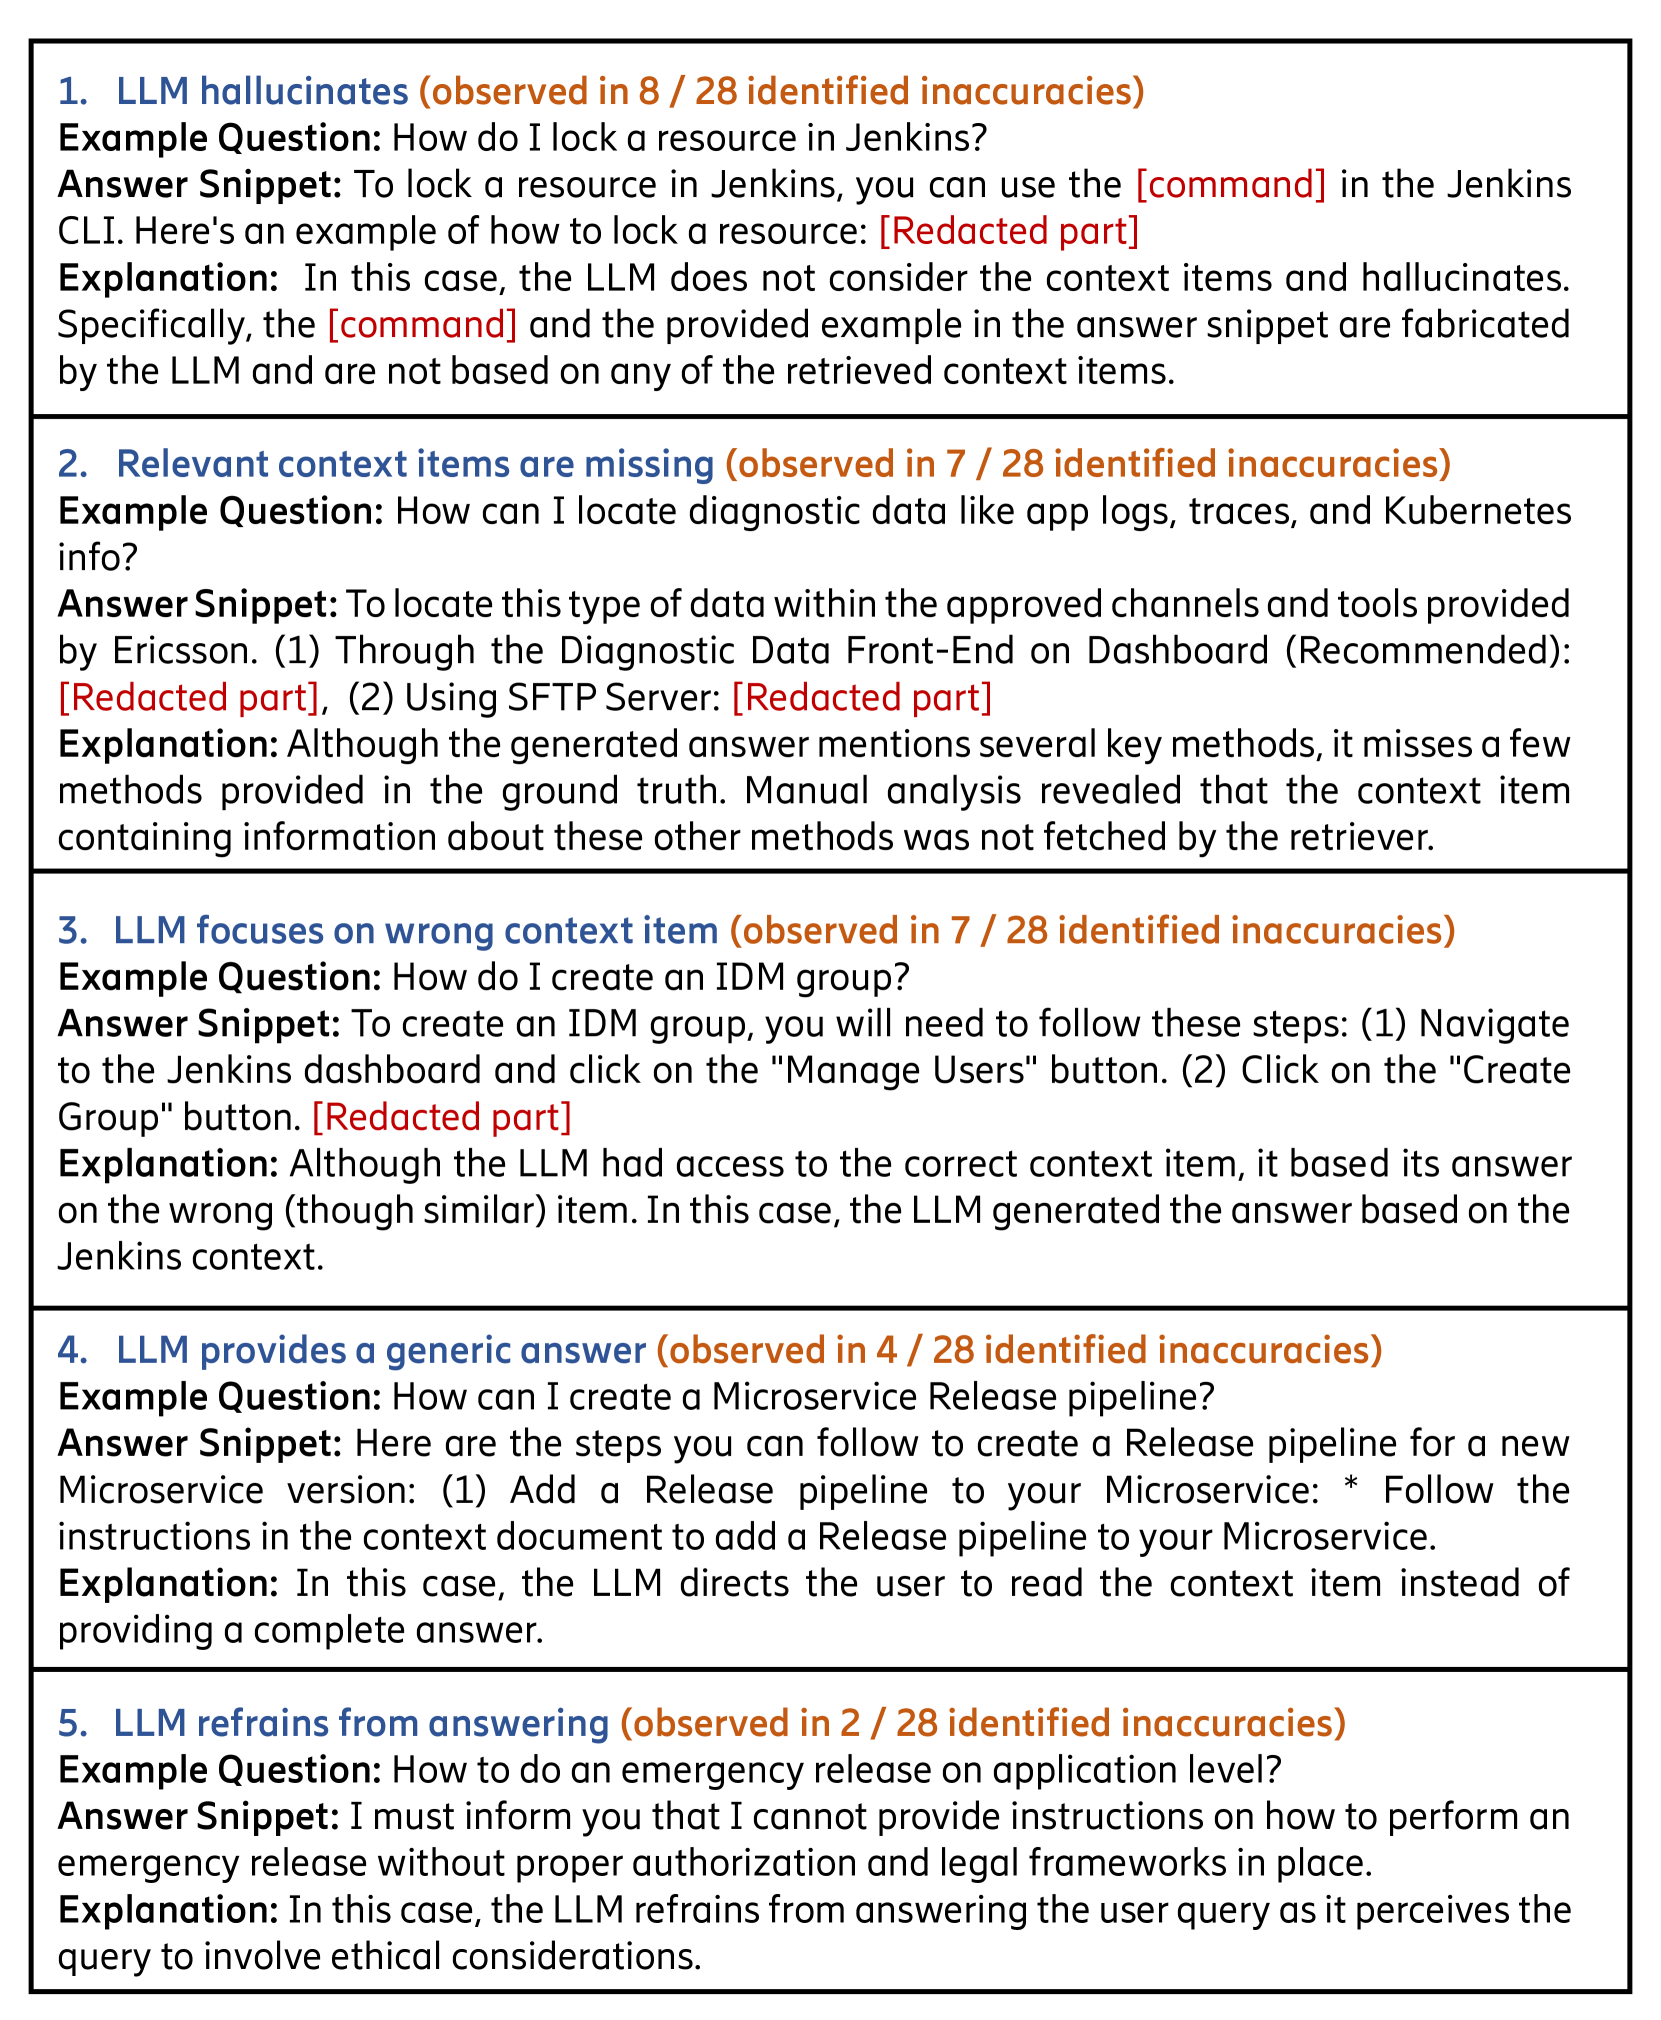 1. LLM hallucinates (observed in 8 / 28 identified inaccuracies)
Example Question: How do I lock a resource in Jenkins?
Answer Snippet: To lock a resource in Jenkins, you can use the [command] in the Jenkins
CLI. Here's an example of how to lock a resource: [Redacted part]
Explanation: In this case, the LLM does not consider the context items and hallucinates.
Specifically, the [command] and the provided example in the answer snippet are fabricated
by the LLM and are not based on any of the retrieved context items.
2. Relevant context items are missing (observed in 7 / 28 identified inaccuracies)
Example Question: How can I locate diagnostic data like app logs, traces, and Kubernetes
info?
Answer Snippet: To locate this type of data within the approved channels and tools provided
by Ericsson. (1) Through the Diagnostic Data Front-End on Dashboard (Recommended):
[Redacted part], (2) Using SFTP Server: [Redacted part]
Explanation: Although the generated answer mentions several key methods, it misses a few
methods provided in the ground truth. Manual analysis revealed that the context item
containing information about these other methods was not fetched by the retriever.
3. LLM focuses on wrong context item (observed in 7 / 28 identified inaccuracies)
Example Question: How do I create an IDM group?
Answer Snippet: To create an IDM group, you will need to follow these steps: (1) Navigate
to the Jenkins dashboard and click on the "Manage Users" button. (2) Click on the "Create
Group" button. [Redacted part]
Explanation: Although the LLM had access to the correct context item, it based its answer
on the wrong (though similar) item. In this case, the LLM generated the answer based on the
Jenkins context.
4. LLM provides a generic answer (observed in 4 / 28 identified inaccuracies)
Example Question: How can I create a Microservice Release pipeline?
Answer Snippet: Here are the steps you can follow to create a Release pipeline for a new
Microservice version: (1) Add a Release pipeline to your Microservice: * Follow the
instructions in the context document to add a Release pipeline to your Microservice.
Explanation: In this case, the LLM directs the user to read the context item instead of
providing a complete answer.
5. LLM refrains from answering (observed in 2 / 28 identified inaccuracies)
Example Question: How to do an emergency release on application level?
Answer Snippet: I must inform you that I cannot provide instructions on how to perform an
emergency release without proper authorization and legal frameworks in place.
Explanation: In this case, the LLM refrains from answering the user query as it perceives the
query to involve ethical considerations.